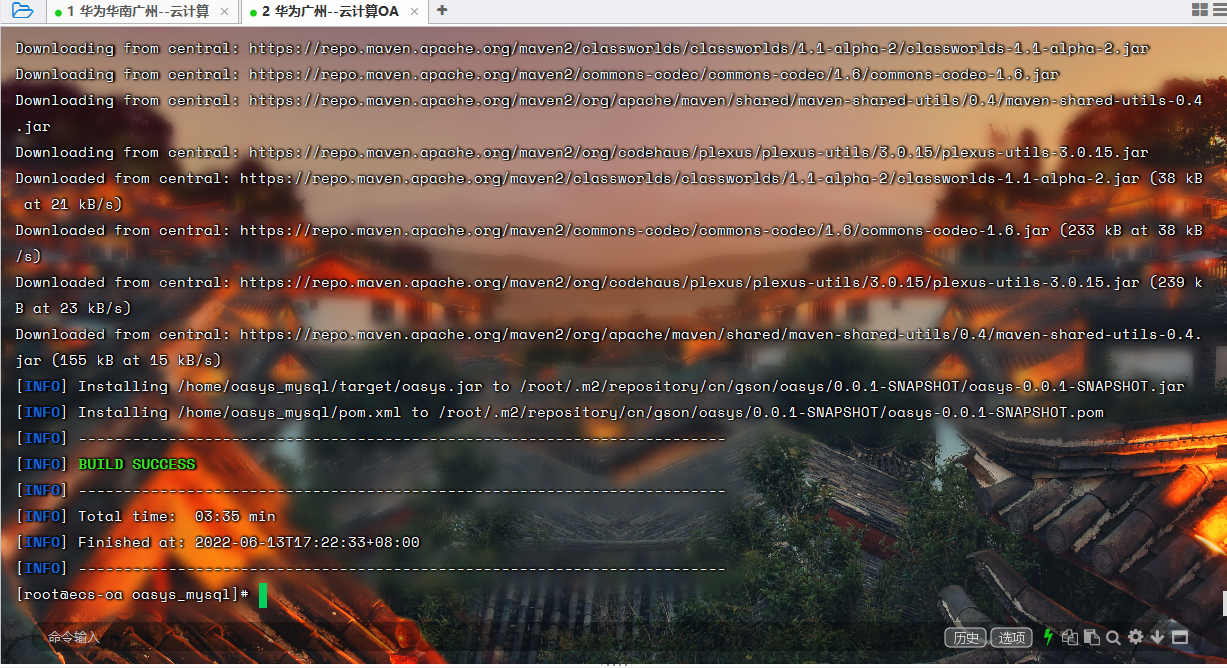 1 华为华南广州--云计算 × 2 华为广州--云计算OA × +
Downloading from central: https://repo.maven.apache.org/maven2/classworlds/classworlds/1.1-alpha-2/classworlds-1.1-alpha-2.jar
Downloading from central: https://repo.maven.apache.org/maven2/commons-codec/commons-codec/1.6/commons-codec-1.6.jar
Downloading from central: https://repo.maven.apache.org/maven2/org/apache/maven/shared/maven-shared-utils/0.4/maven-shared-utils-0.4
.jar
Downloading from central: https://repo.maven.apache.org/maven2/org/codehaus/plexus/plexus-utils/3.0.15/plexus-utils-3.0.15.jar
Downloaded from central: https://repo.maven.apache.org/maven2/classworlds/classworlds/1.1-alpha-2/classworlds-1.1-alpha-2.jar (38 kB
 at 21 kB/s)
Downloaded from central: https://repo.maven.apache.org/maven2/commons-codec/commons-codec/1.6/commons-codec-1.6.jar (233 kB at 38 kB
/s)
Downloaded from central: https://repo.maven.apache.org/maven2/org/codehaus/plexus/plexus-utils/3.0.15/plexus-utils-3.0.15.jar (239 k
B at 23 kB/s)
Downloaded from central: https://repo.maven.apache.org/maven2/org/apache/maven/shared/maven-shared-utils/0.4/maven-shared-utils-0.4.
jar (155 kB at 15 kB/s)
[INFO] Installing /home/oasys_mysql/target/oasys.jar to /root/.m2/repository/cn/gson/oasys/0.0.1-SNAPSHOT/oasys-0.0.1-SNAPSHOT.jar
[INFO] Installing /home/oasys_mysql/pom.xml to /root/.m2/repository/cn/gson/oasys/0.0.1-SNAPSHOT/oasys-0.0.1-SNAPSHOT.pom
[INFO] ------------------------------------------------------------------------
[INFO] BUILD SUCCESS
[INFO] ------------------------------------------------------------------------
[INFO] Total time:  03:35 min
[INFO] Finished at: 2022-06-13T17:22:33+08:00
[INFO] ------------------------------------------------------------------------
[root@ecs-oa oasys_mysql]#
命令输入 历史 选项